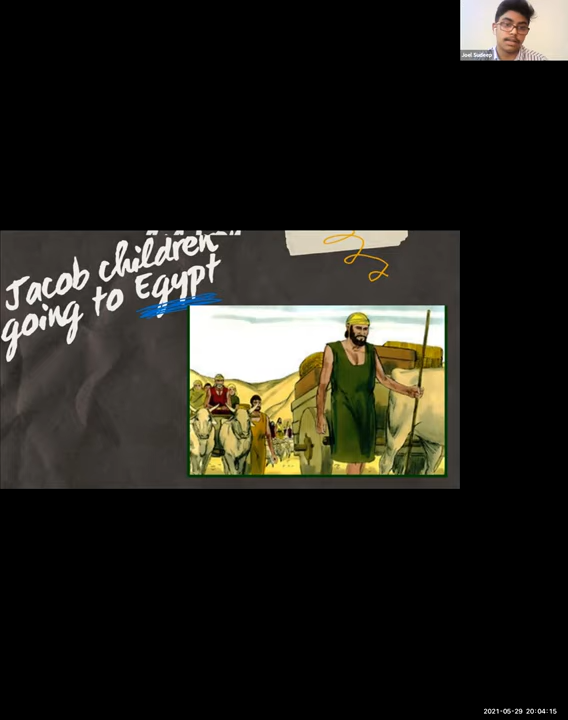 Joel Sudeep
Jacob children
going to Egypt
2021-05-29 20:04:15